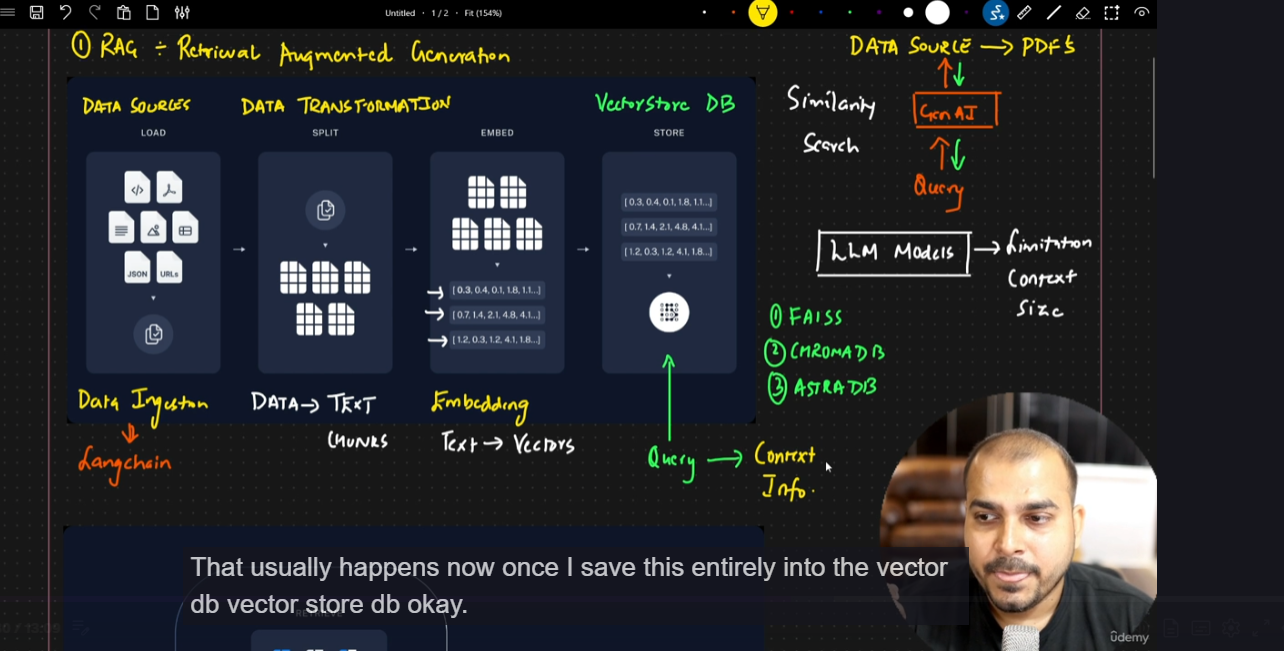 Untitled · 1 / 2 · Fit (154%)
① RAG ÷ Retrieval Augmented Generation
DATA SOURCE → PDF's
DATA SOURCES
DATA TRANSFORMATION
VectorStore DB
LOAD
SPLIT
EMBED
STORE
Similarity
Search
GenAI
Query
JSON
URLs
[ 0.3, 0.4, 0.1, 1.8, 1.1...]
[ 0.7, 1.4, 2.1, 4.8, 4.1...]
[ 1.2, 0.3, 1.2, 4.1, 1.8...]
[ 0.3, 0.4, 0.1, 1.8, 1.1...]
[ 0.7, 1.4, 2.1, 4.8, 4.1...]
[ 1.2, 0.3, 1.2, 4.1, 1.8...]
LLM Models → Limitation
Context
Size
① FAISS
② CHROMADB
③ ASTRADB
Data Ingestion
Langchain
DATA → TEXT
CHUNKS
Embedding
Text → Vectors
Query → Context
Info.
That usually happens now once I save this entirely into the vector
db vector store db okay.
RETRIEVE
udemy